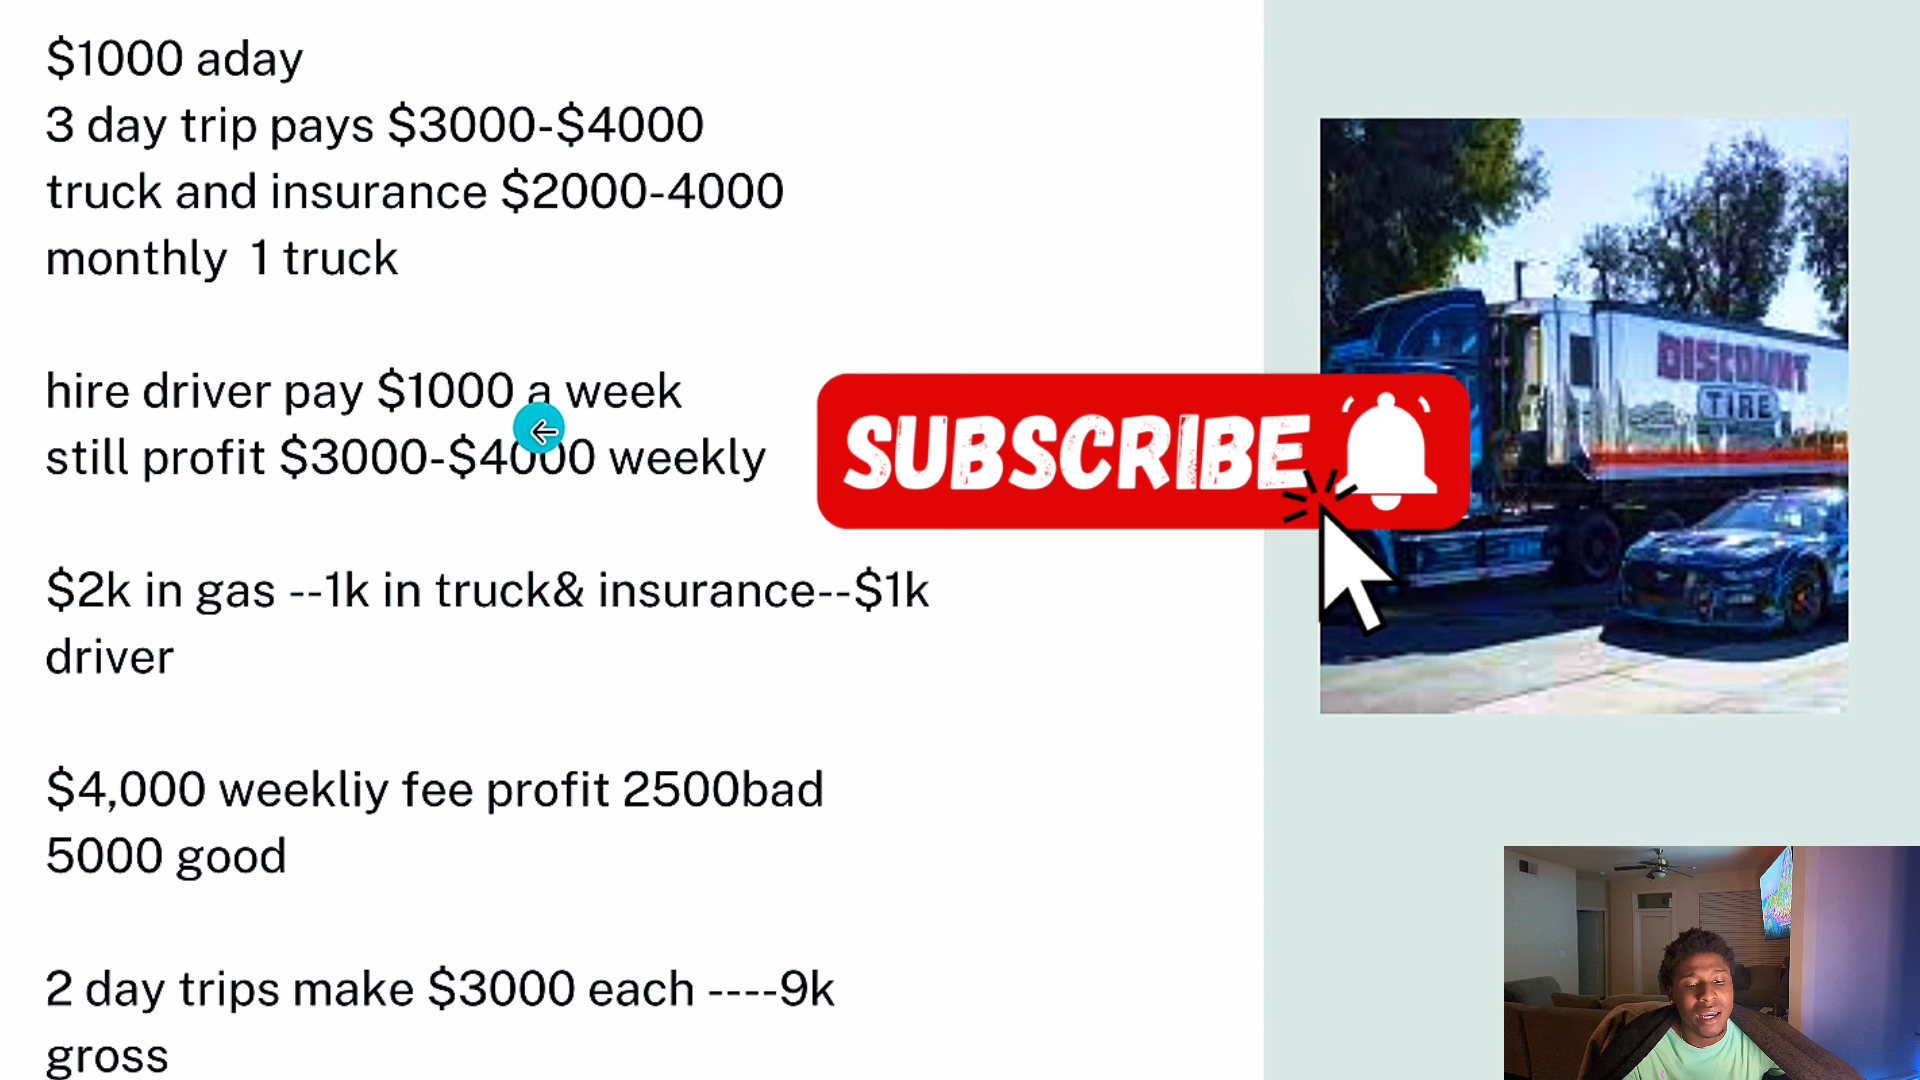 $1000 aday
3 day trip pays $3000-$4000
truck and insurance $2000-4000
monthly 1 truck
hire driver pay $1000 a week
still profit $3000-$4000 weekly
$2k in gas --1k in truck& insurance--$1k
driver
$4,000 weekliy fee profit 2500bad
5000 good
2 day trips make $3000 each ----9k
gross
SUBSCRIBE
DISCOUNT
TIRE